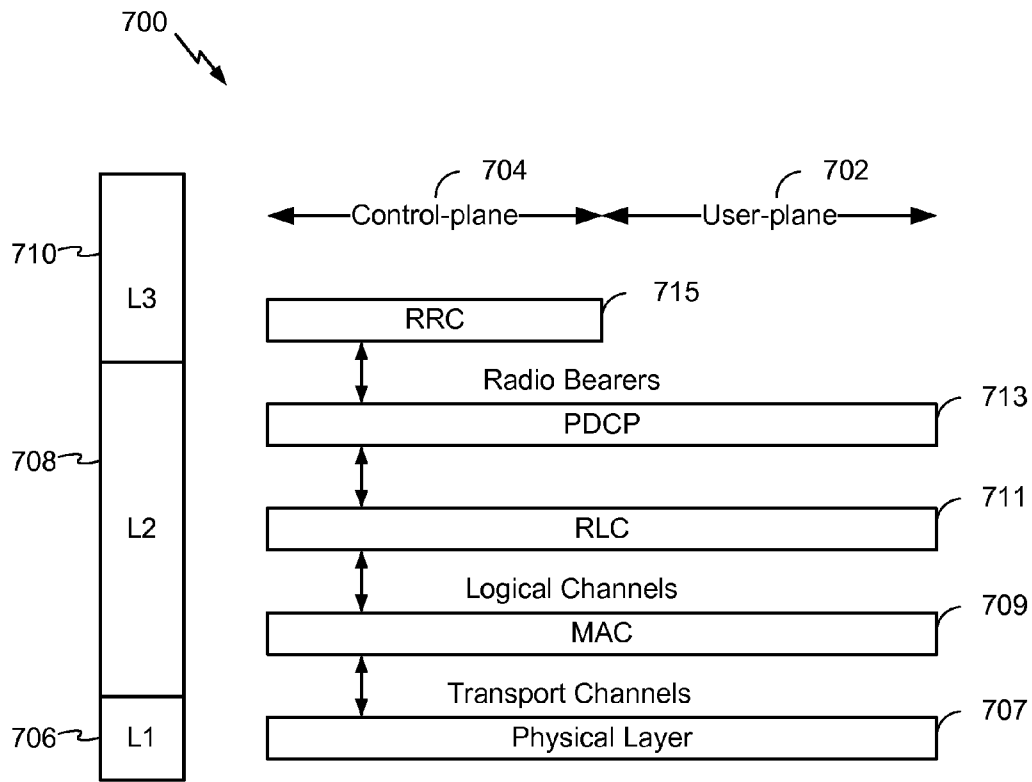 700
704
702
Control-plane
User-plane
710
L3
715
RRC
Radio Bearers
713
PDCP
708
L2
711
RLC
Logical Channels
709
MAC
Transport Channels
707
706
L1
Physical Layer